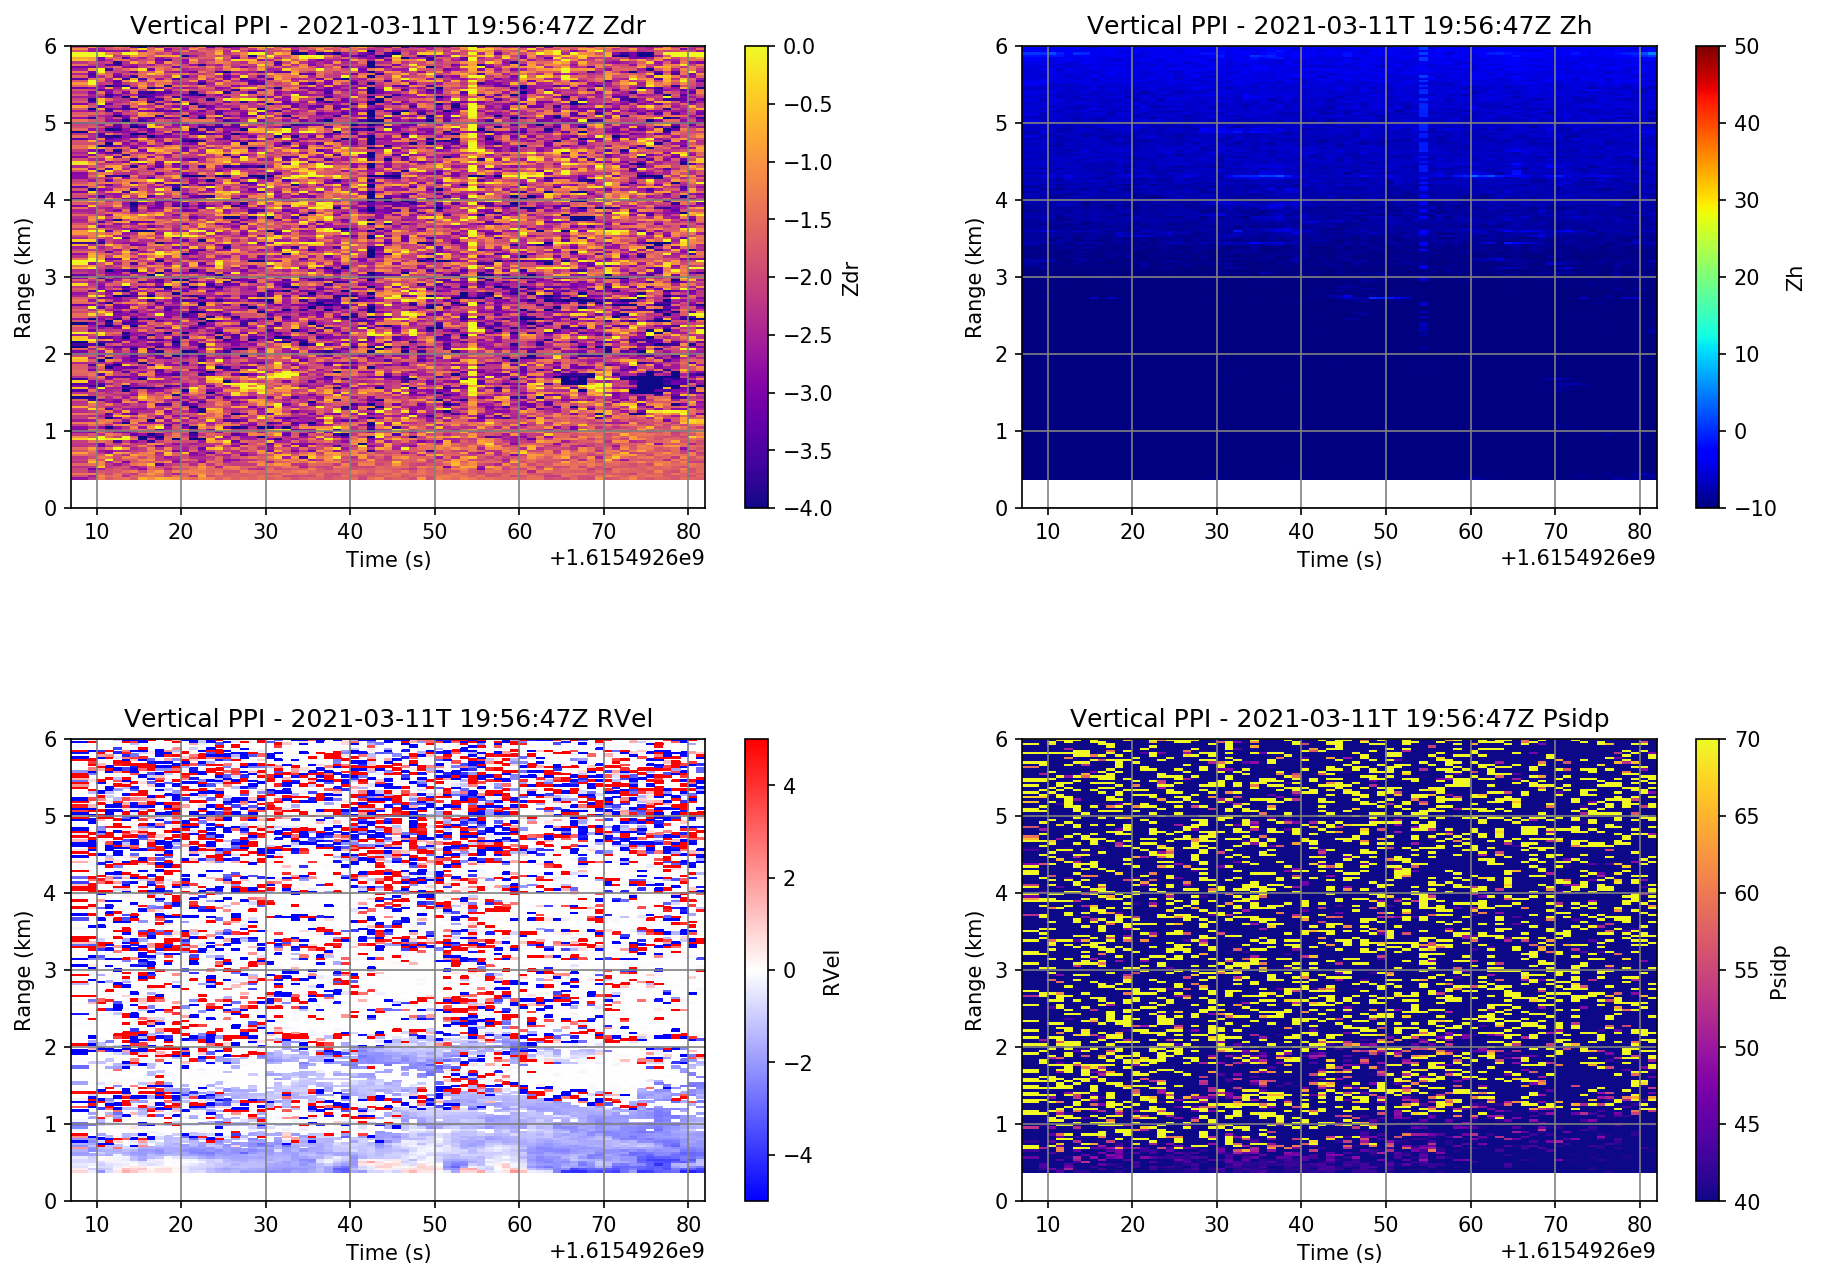 Vertical PPI - 2021-03-11T 19:56:47Z Zdr
6
5
4
3
2
1
0
Range (km)
10 20 30 40 50 60 70 80
Time (s)
+1.6154926e9
0.0
−0.5
−1.0
−1.5
−2.0
−2.5
−3.0
−3.5
−4.0
Zdr
Vertical PPI - 2021-03-11T 19:56:47Z Zh
6
5
4
3
2
1
0
Range (km)
10 20 30 40 50 60 70 80
Time (s)
+1.6154926e9
50
40
30
20
10
0
−10
Zh
Vertical PPI - 2021-03-11T 19:56:47Z RVel
6
5
4
3
2
1
0
Range (km)
10 20 30 40 50 60 70 80
Time (s)
+1.6154926e9
4
2
0
−2
−4
RVel
Vertical PPI - 2021-03-11T 19:56:47Z Psidp
6
5
4
3
2
1
0
Range (km)
10 20 30 40 50 60 70 80
Time (s)
+1.6154926e9
70
65
60
55
50
45
40
Psidp